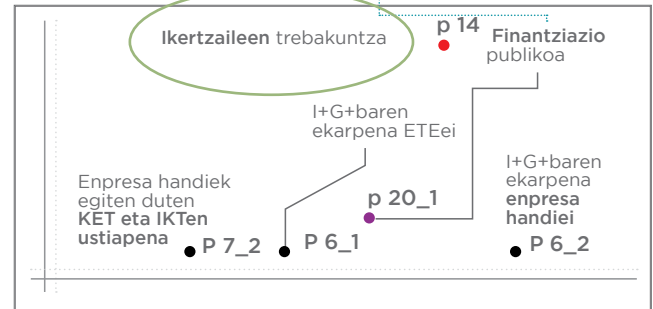 Ikertzaileen trebakuntza
p 14
Finantziazio
publikoa
I+G+baren
ekarpena ETEei
Enpresa handiek
egiten duten
KET eta IKTen
ustiapena
P 7_2
P 6_1
p 20_1
I+G+baren
ekarpena
enpresa
handiei
P 6_2